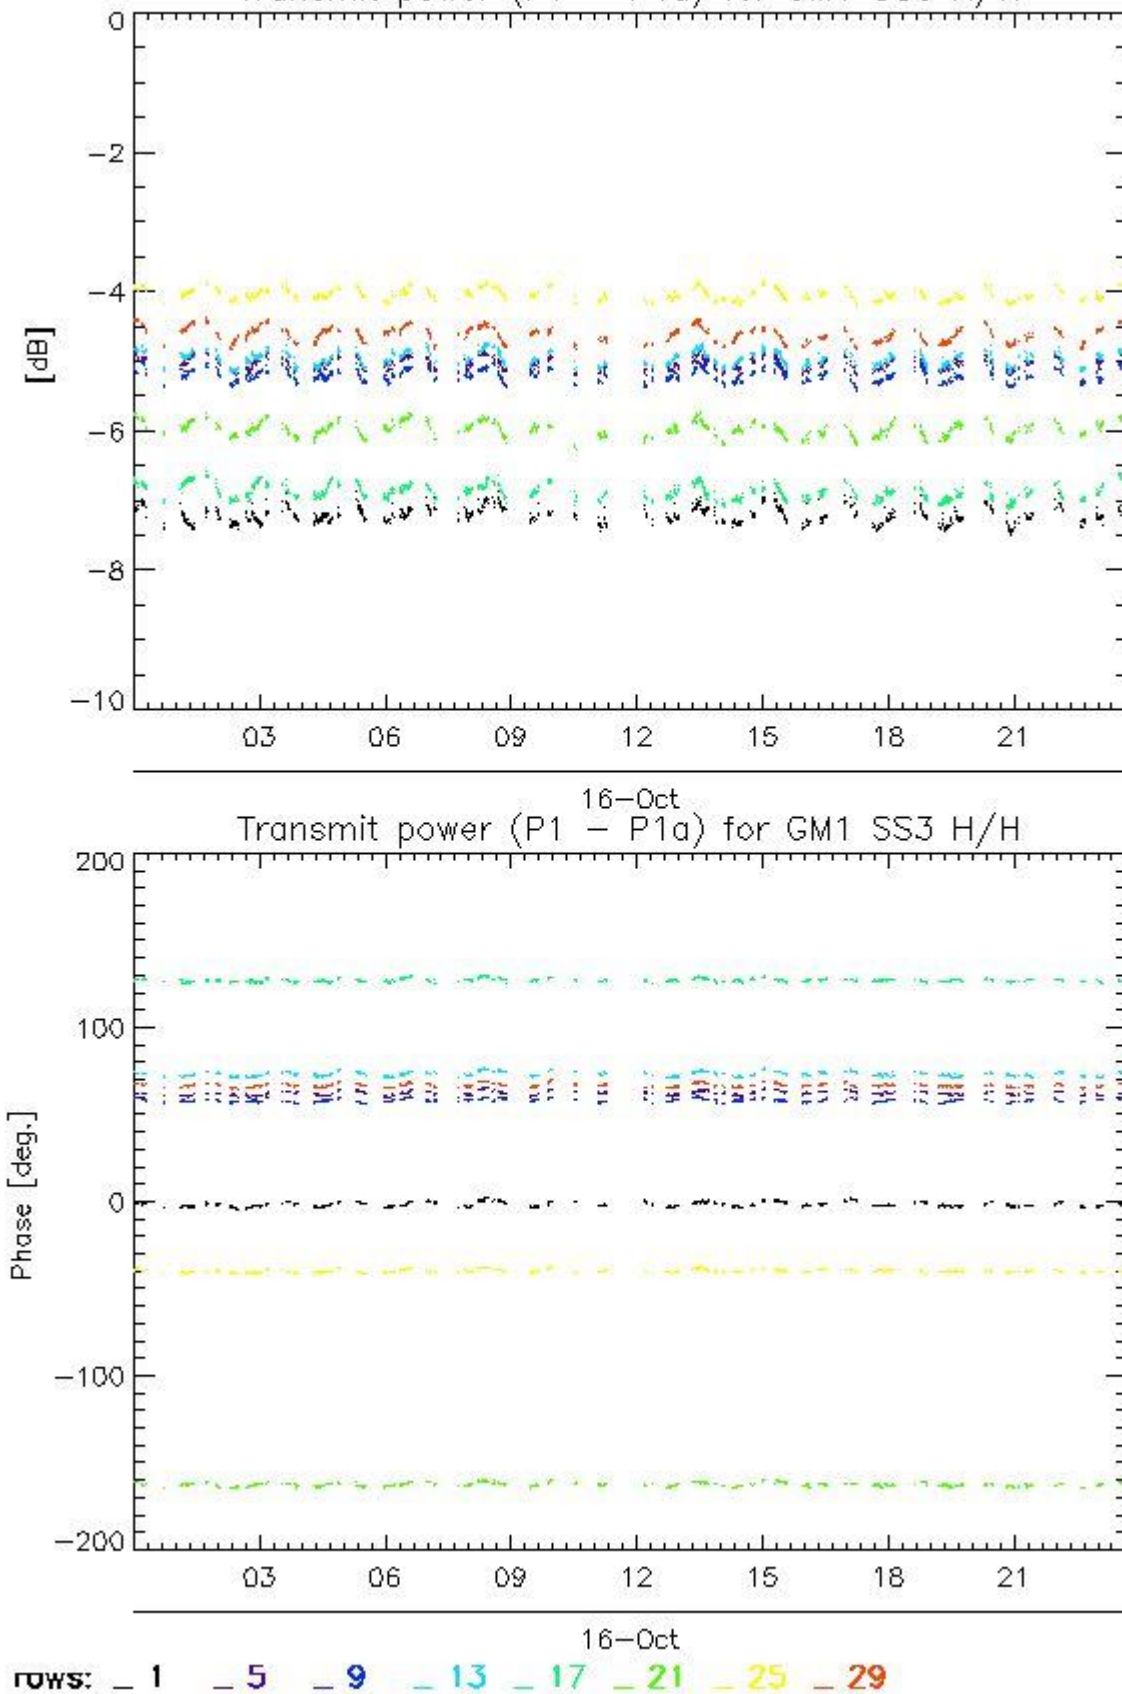 0
-2
-4
-6
-8
-10
[dB]
03 06 09 12 15 18 21
16-Oct
Transmit power (P1 - P1a) for GM1 SS3 H/H
200
100
0
-100
-200
Phase [deg.]
03 06 09 12 15 18 21
16-Oct
rows: _ 1 _ 5 _ 9 _ 13 _ 17 _ 21 _ 25 _ 29